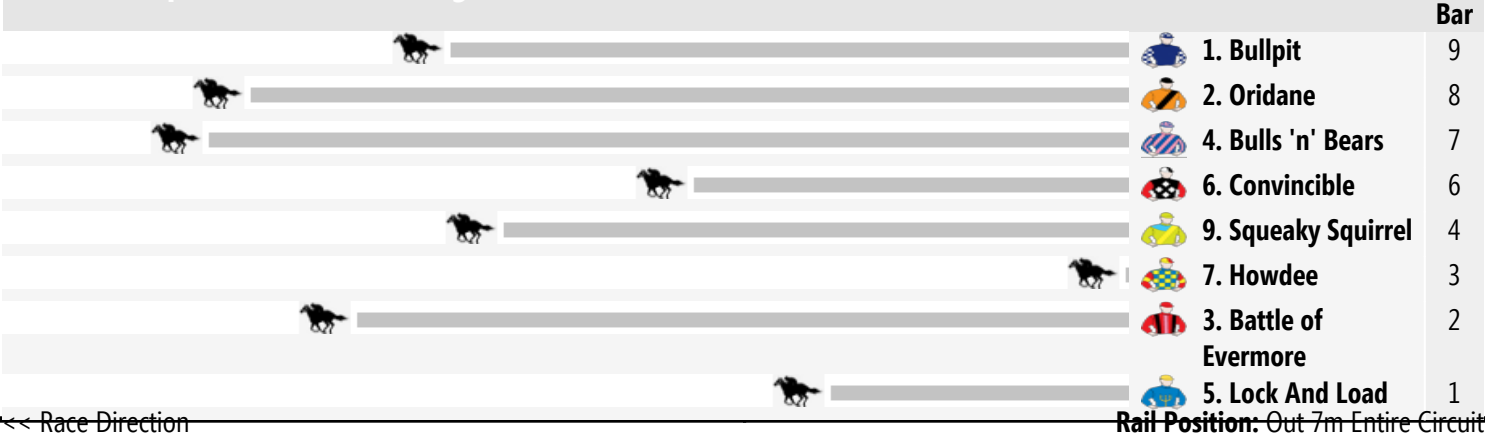 Bar
1. Bullpit 9
2. Oridane 8
4. Bulls 'n' Bears 7
6. Convincible 6
9. Squeaky Squirrel 4
7. Howdee 3
3. Battle of 2
Evermore
5. Lock And Load 1
<< Race Direction Rail Position: Out 7m Entire Circuit